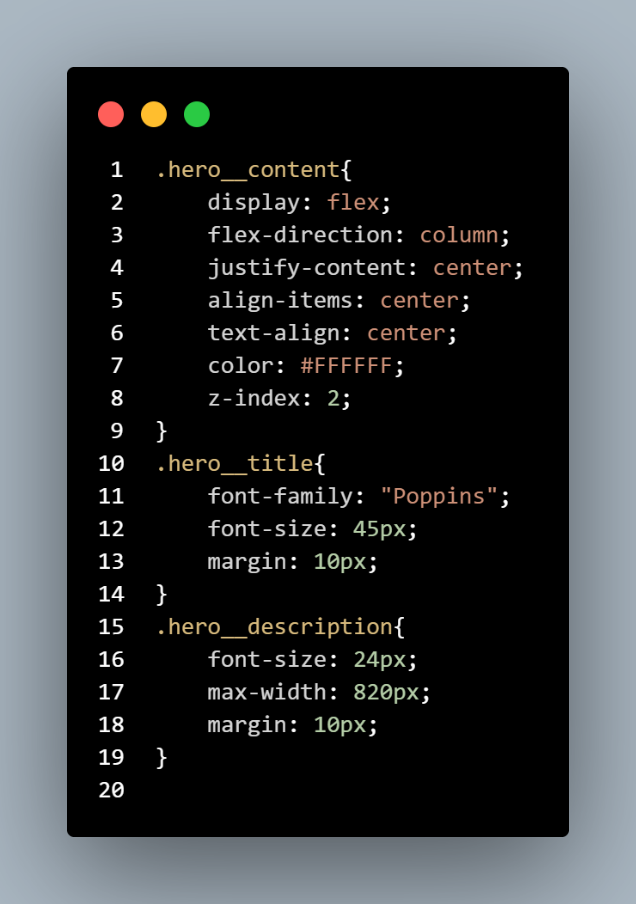 1 .hero__content{
2     display: flex;
3     flex-direction: column;
4     justify-content: center;
5     align-items: center;
6     text-align: center;
7     color: #FFFFFF;
8     z-index: 2;
9 }
10 .hero__title{
11     font-family: "Poppins";
12     font-size: 45px;
13     margin: 10px;
14 }
15 .hero__description{
16     font-size: 24px;
17     max-width: 820px;
18     margin: 10px;
19 }
20